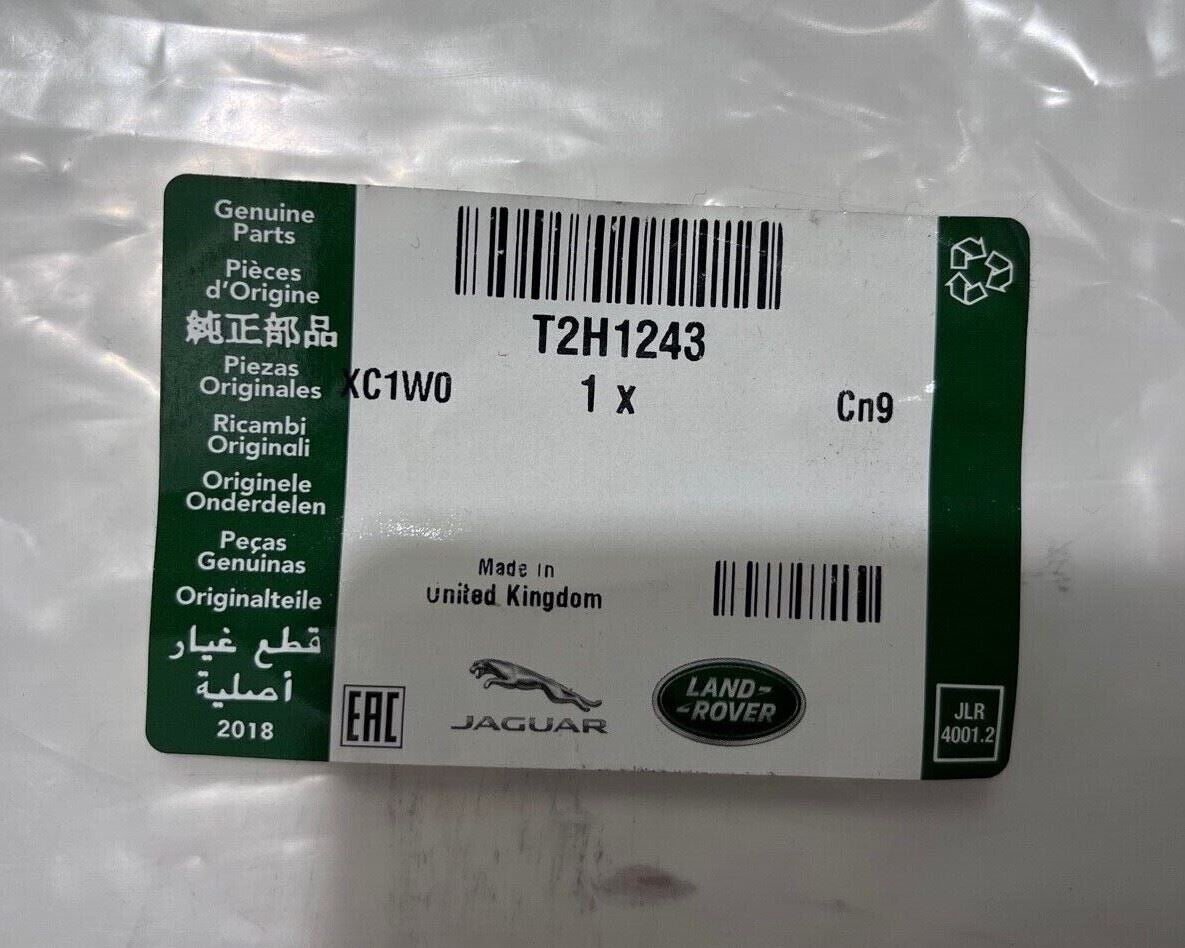 Genuine
Parts
Pièces
d'Origine
純正部品
Piezas
Originales
Ricambi
Originali
Originele
Onderdelen
Peças
Genuinas
Originalteile
قطع غيار
أصلية
2018
T2H1243
XC1W0 1 x Cn9
Made in
United Kingdom
EAC
JAGUAR
LAND-
-ROVER
JLR
4001.2